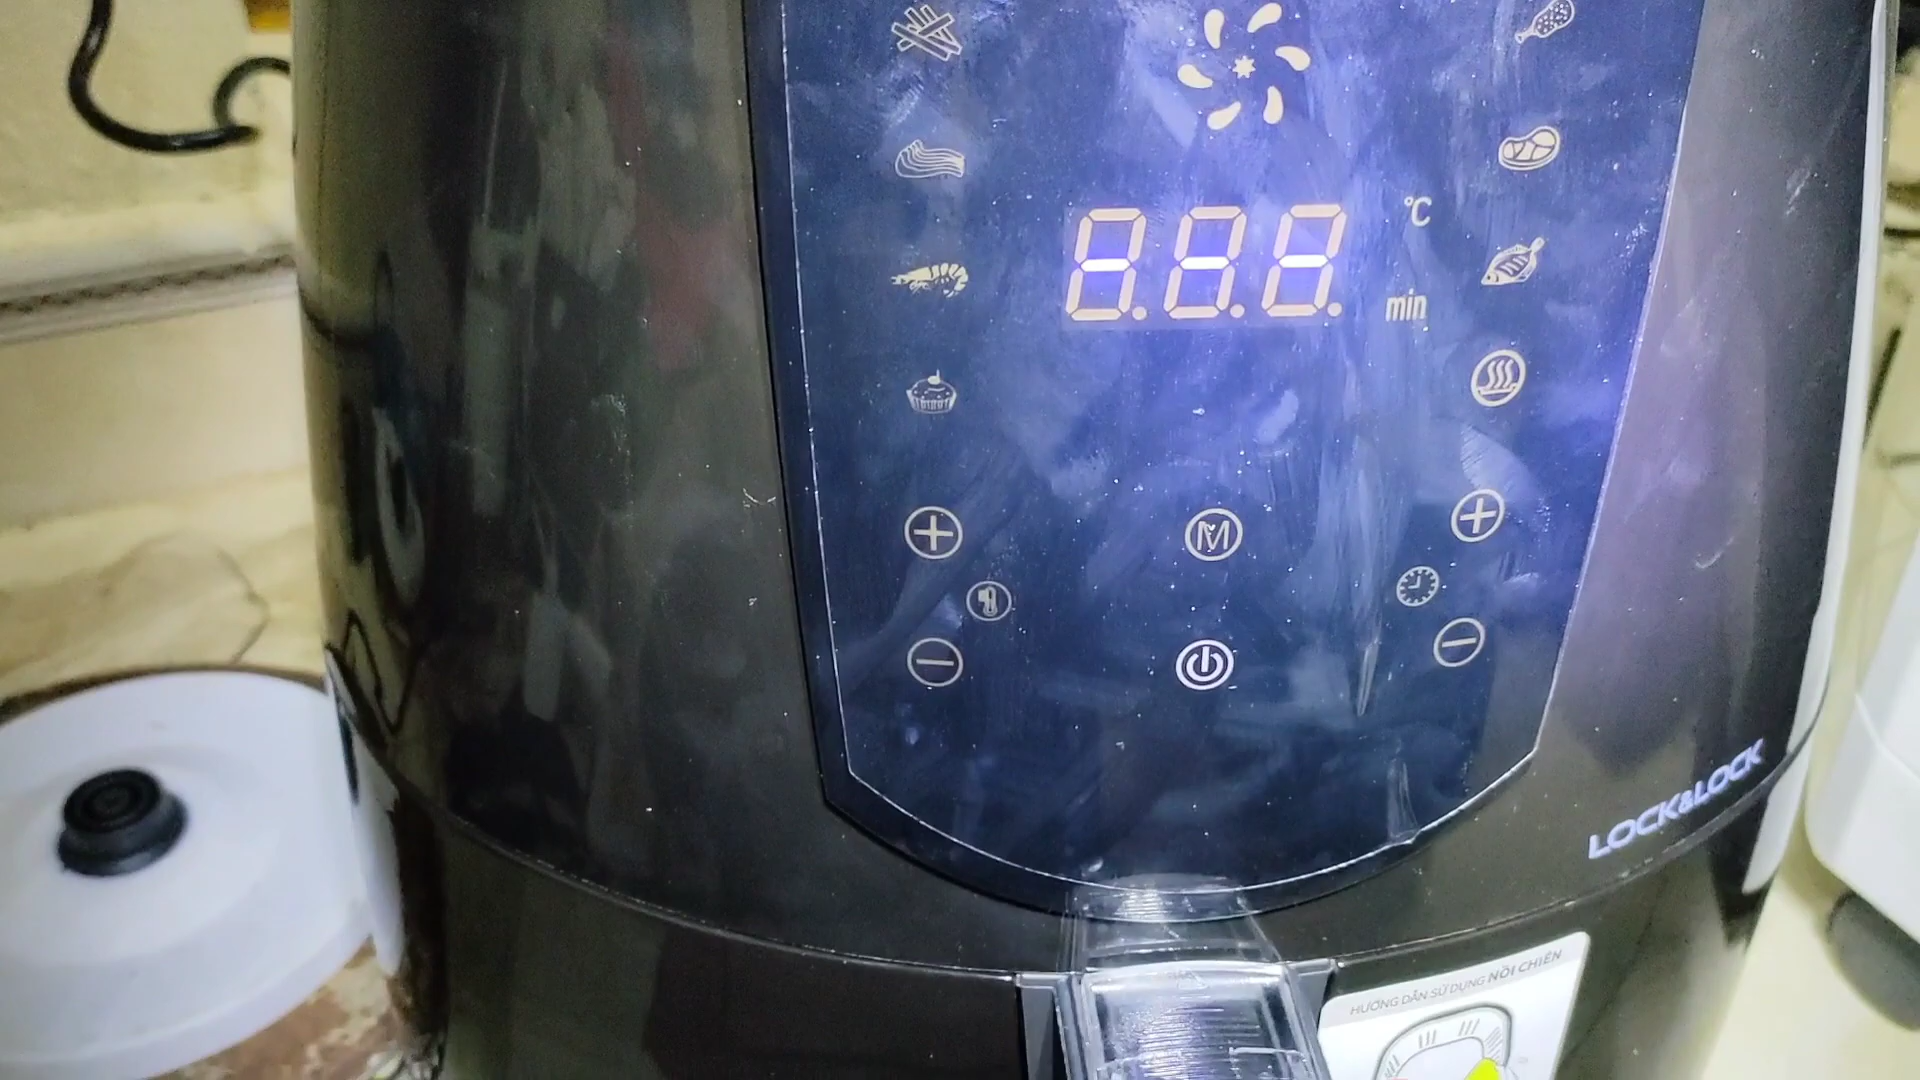 °C
---
min
M
LOCK&LOCK
HƯỚNG DẪN SỬ DỤNG NỒI CHIÊN